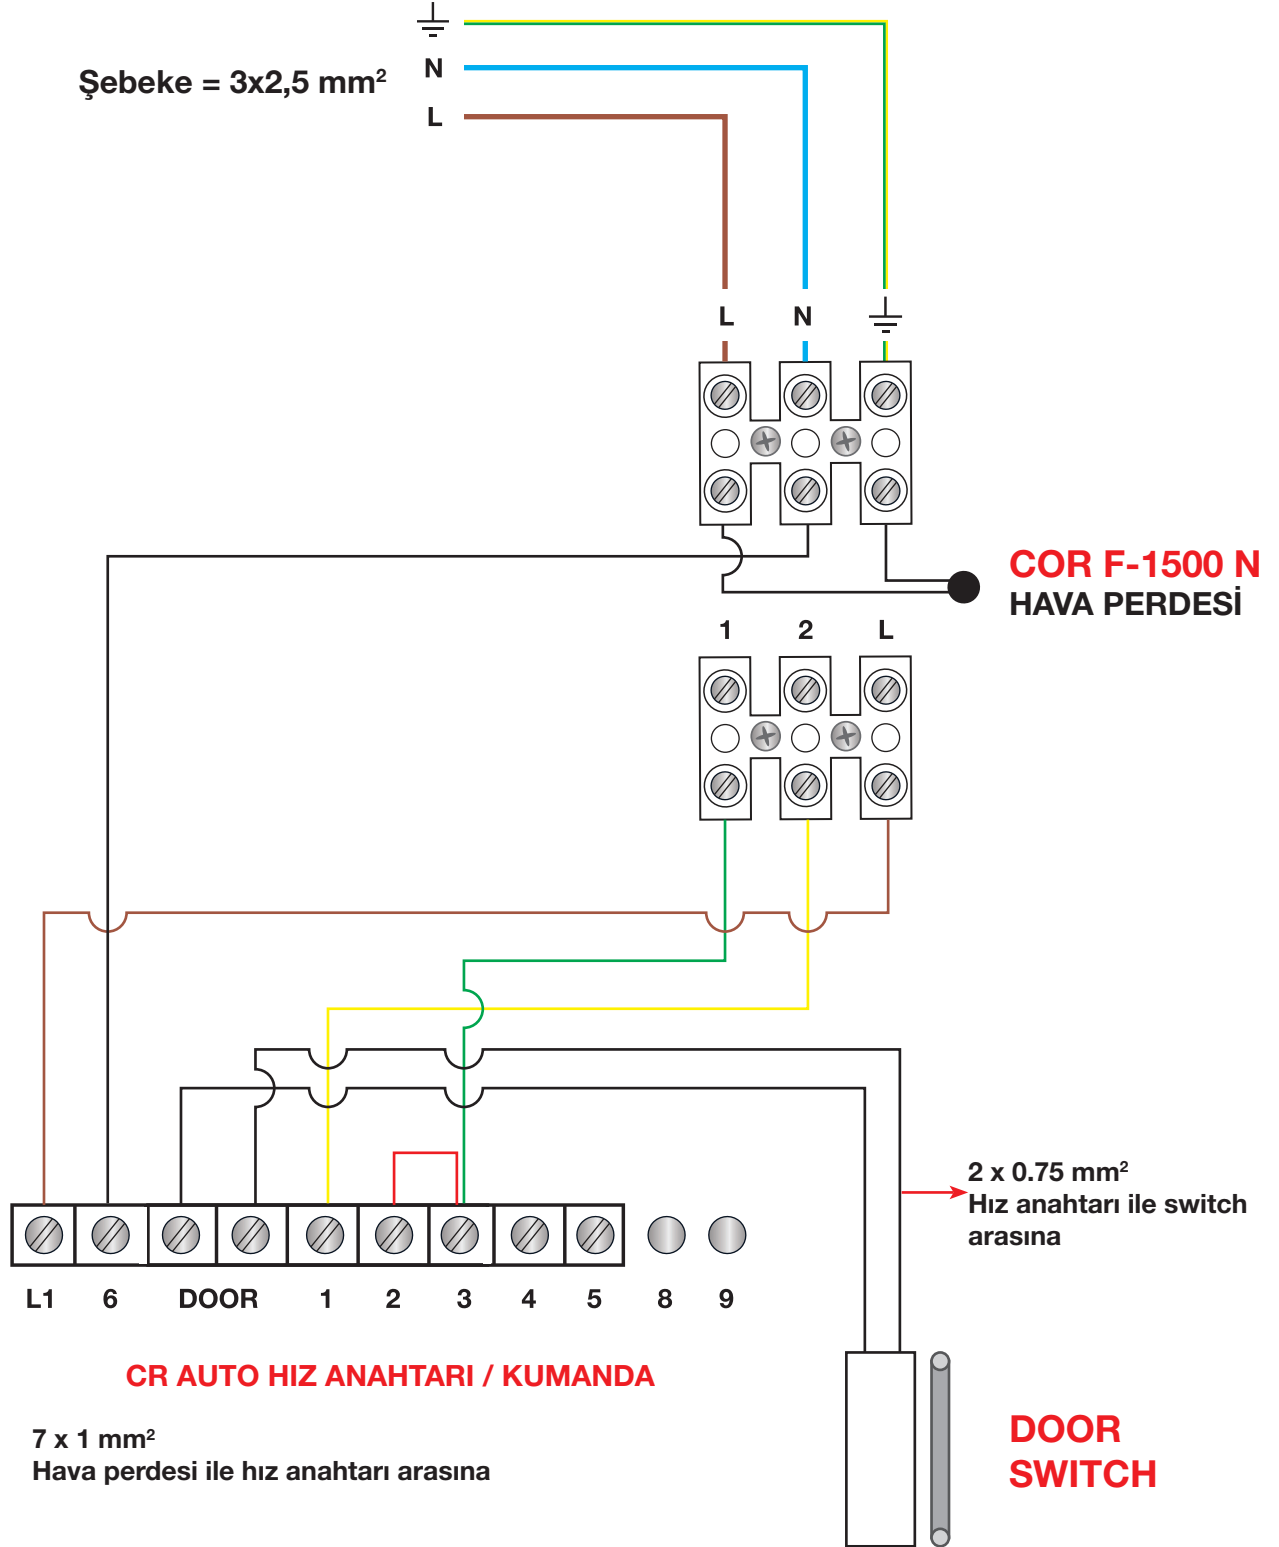 N
Şebeke = 3x2,5 mm²
L
L N
COR F-1500 N
HAVA PERDESİ
1 2 L
2 x 0.75 mm²
Hız anahtarı ile switch
arasına
L1 6 DOOR 1 2 3 4 5 8 9
CR AUTO HIZ ANAHTARI / KUMANDA
DOOR
SWITCH
7 x 1 mm²
Hava perdesi ile hız anahtarı arasına